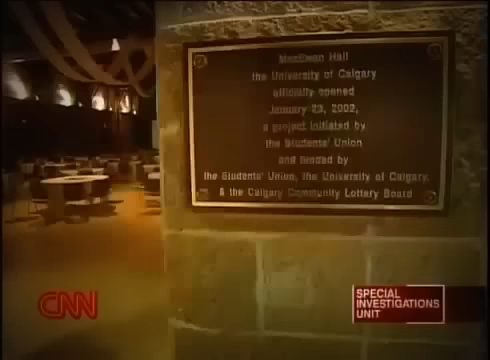 MacEwan Hall
the University of Calgary
officially opened
January 23, 2002,
a project initiated by
the Students' Union
and funded by
the Students' Union, the University of Calgary,
& the Calgary Community Lottery Board
CNN
SPECIAL
INVESTIGATIONS
UNIT